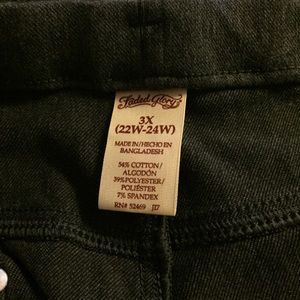 Faded Glory
3X
(22W-24W)
MADE IN/HECHO EN
BANGLADESH
54% COTTON/
ALGODÓN
39% POLYESTER/
POLIÉSTER
7% SPANDEX
RN# 52469